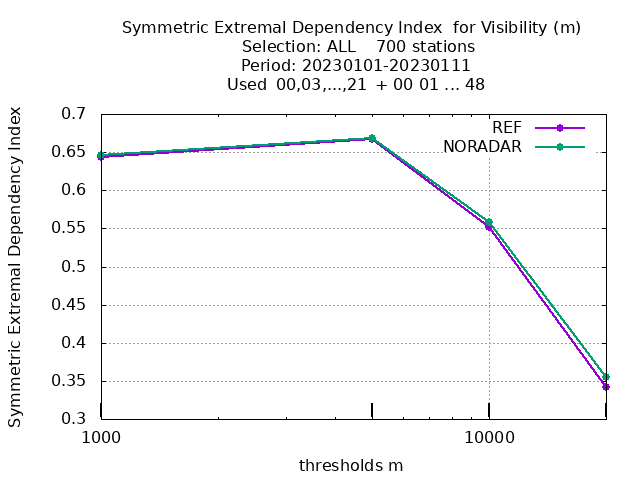 Symmetric Extremal Dependency Index  for Visibility (m)
Selection: ALL    700 stations
Period: 20230101-20230111
Used  00,03,...,21  + 00 01 ... 48
Symmetric Extremal Dependency Index
0.7
0.65
0.6
0.55
0.5
0.45
0.4
0.35
0.3
REF
NORADAR
1000
10000
thresholds m